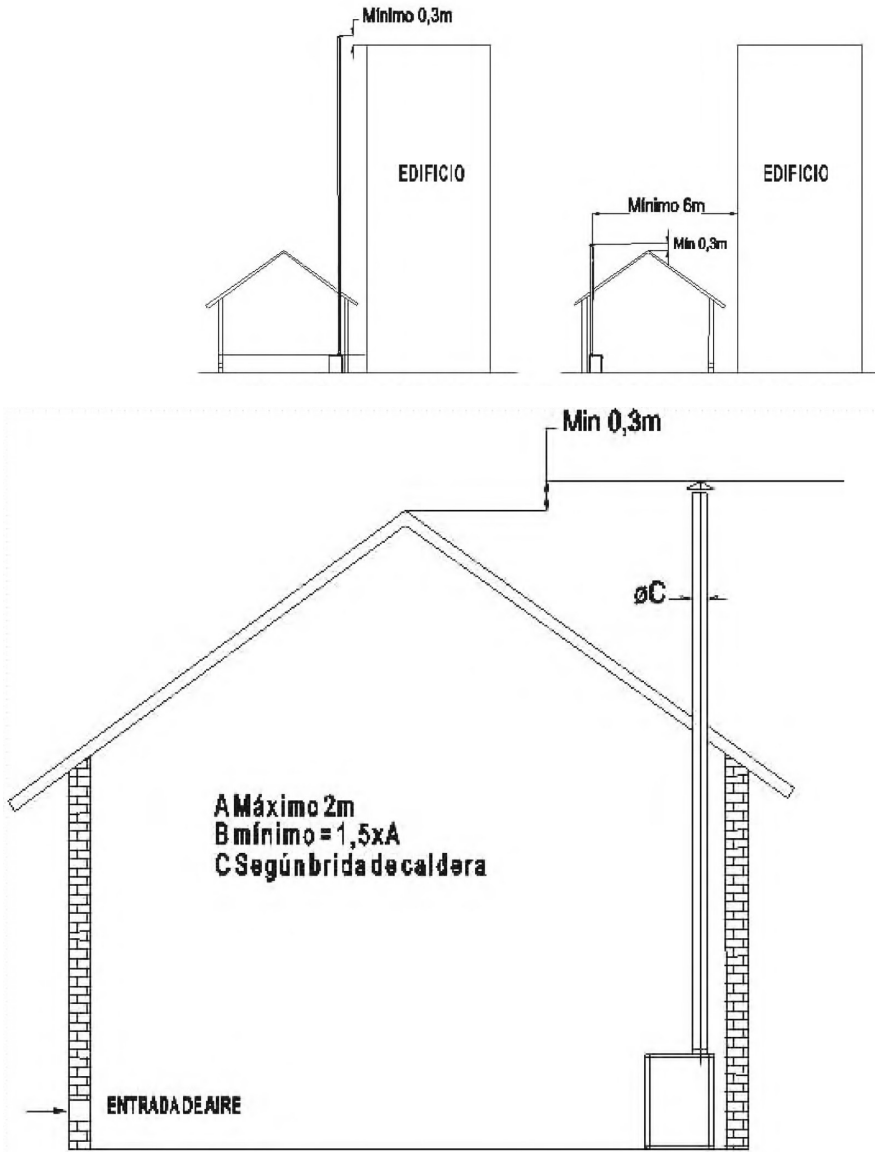 Mínimo 0,3m
EDIFICIO
EDIFICIO
Mínimo 6m
Mín 0,3m
Min 0,3m
øC
A Máximo 2m
B mínimo = 1,5xA
C Según brida de caldera
ENTRADA DE AIRE